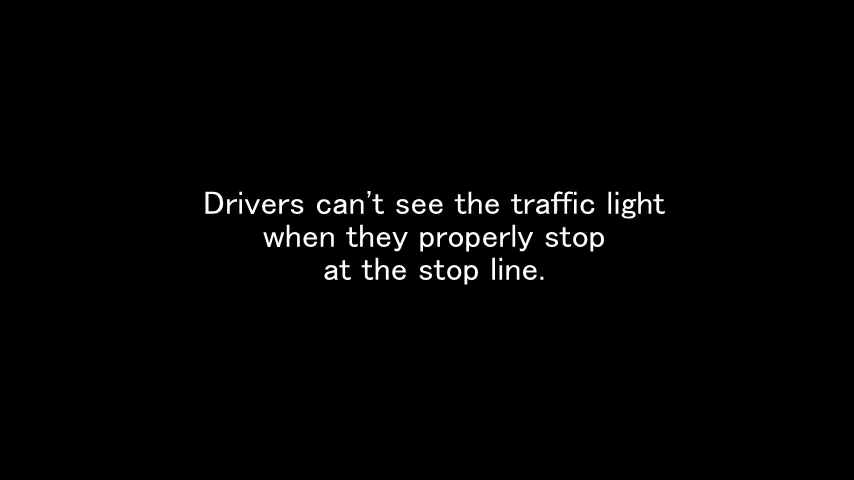 Drivers can't see the traffic light
when they properly stop
at the stop line.